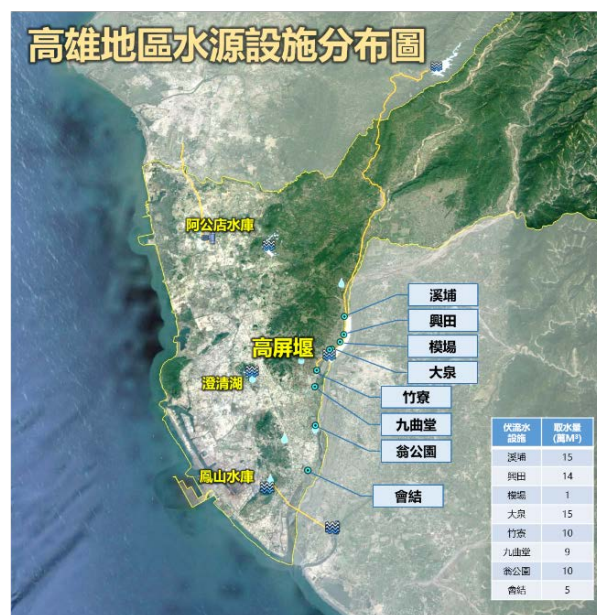 高雄地區水源設施分布圖
阿公店水庫
溪埔
興田
高屏堰
模場
大泉
澄清湖
竹寮
九曲堂
翁公園
鳳山水庫
會結
伏流水設施 取水量(萬M³)
溪埔 15
興田 14
模場 1
大泉 15
竹寮 10
九曲堂 9
翁公園 10
會結 5